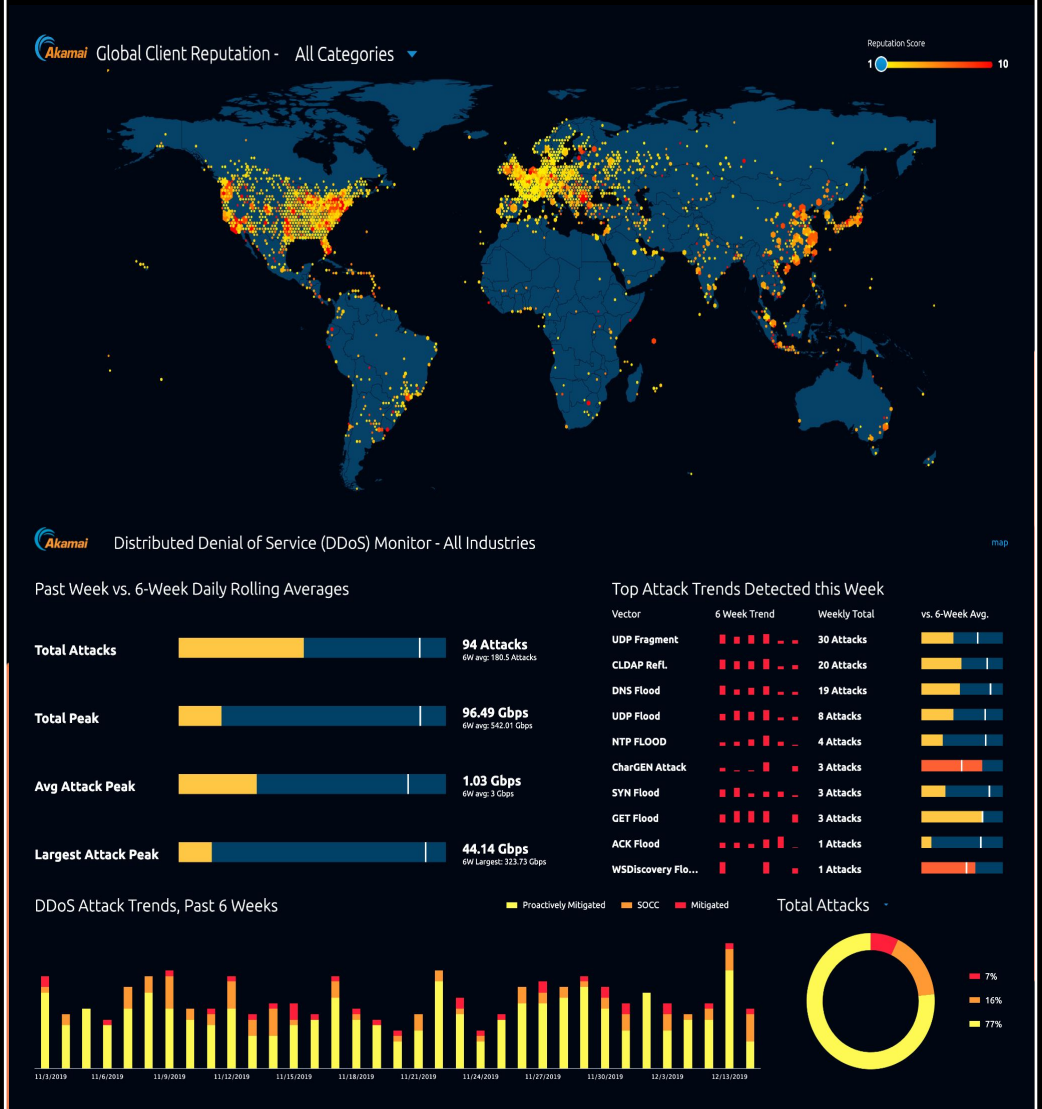 Akamai Global Client Reputation - All Categories
Reputation Score
1 10
Akamai Distributed Denial of Service (DDoS) Monitor - All Industries
map
Past Week vs. 6-Week Daily Rolling Averages
Total Attacks
94 Attacks
6W avg: 180.5 Attacks
Total Peak
96.49 Gbps
6W avg: 542.01 Gbps
Avg Attack Peak
1.03 Gbps
6W avg: 3 Gbps
Largest Attack Peak
44.14 Gbps
6W Largest: 323.73 Gbps
Top Attack Trends Detected this Week
Vector 6 Week Trend Weekly Total vs. 6-Week Avg.
UDP Fragment 30 Attacks
CLDAP Refl. 20 Attacks
DNS Flood 19 Attacks
UDP Flood 8 Attacks
NTP FLOOD 4 Attacks
CharGEN Attack 3 Attacks
SYN Flood 3 Attacks
GET Flood 3 Attacks
ACK Flood 1 Attacks
WSDiscovery Flo... 1 Attacks
DDoS Attack Trends, Past 6 Weeks
Proactively Mitigated SOCC Mitigated
11/3/2019 11/6/2019 11/9/2019 11/12/2019 11/15/2019 11/18/2019 11/21/2019 11/24/2019 11/27/2019 11/30/2019 12/3/2019 12/13/2019
Total Attacks
7%
16%
77%